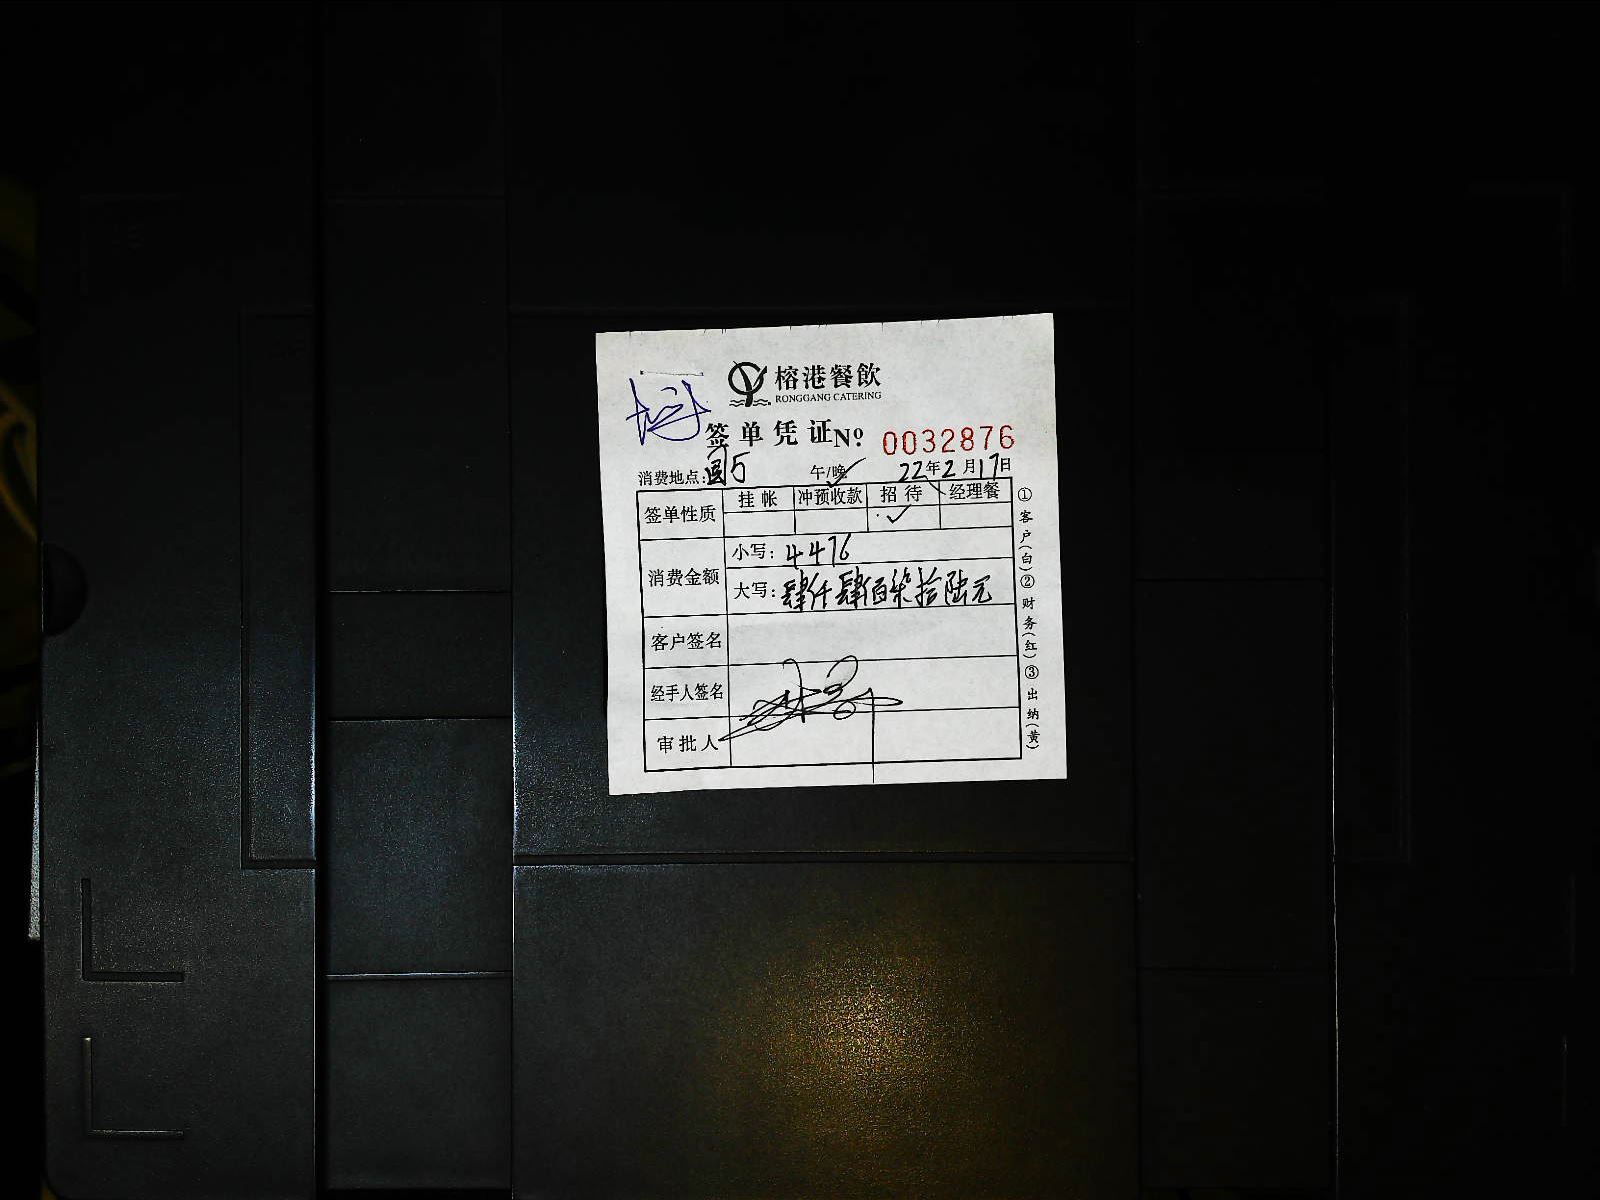 榕港餐飲
RONGGANG CATERING
签单凭证 Nº 0032876
消费地点:圆5 午/晚 22年2月17日
签单性质 挂帐 冲预收款 招待 经理餐
✓
消费金额 小写: 4476
大写: 肆仟肆佰柒拾陆元
客户签名
经手人签名
审批人
①客户(白)②财务(红)③出纳(黄)